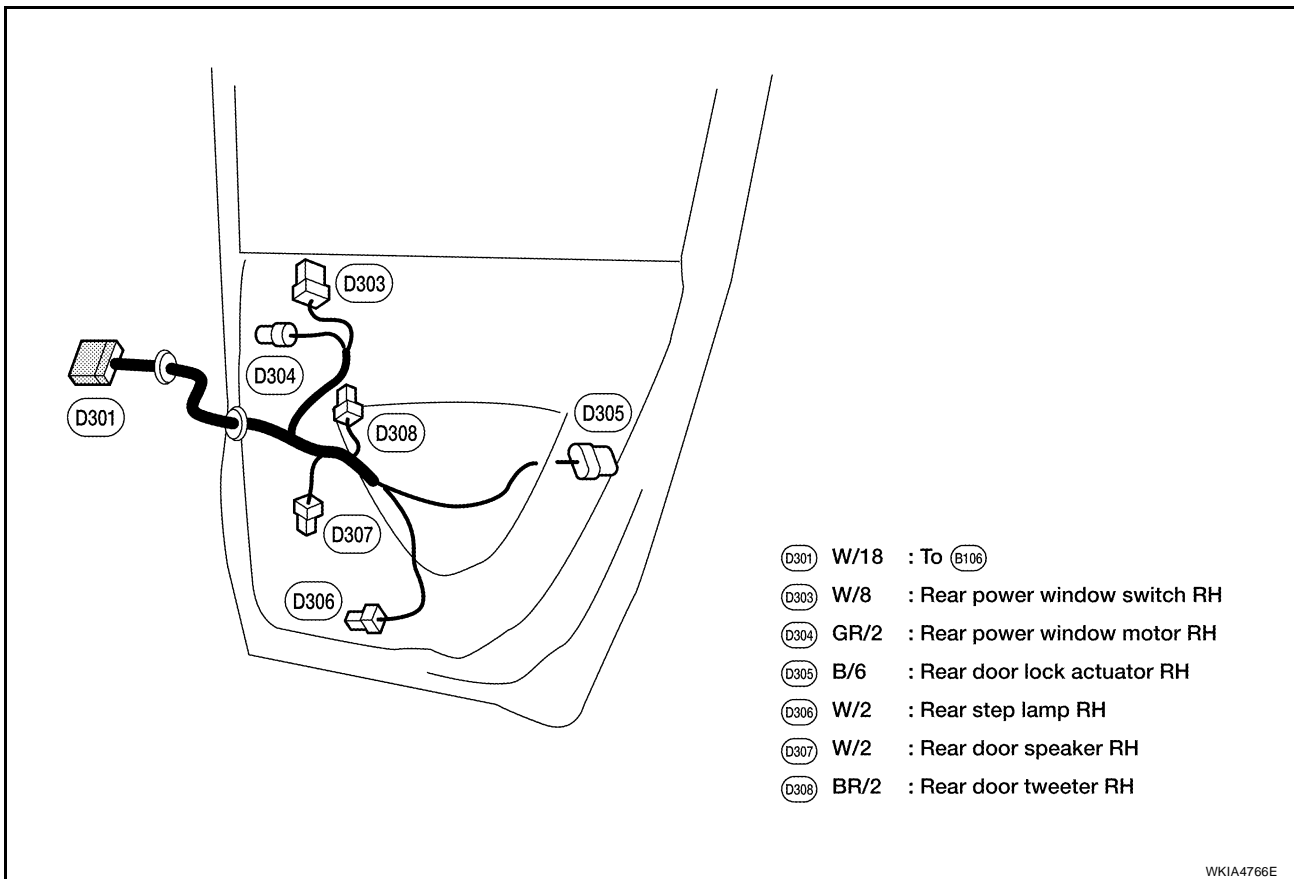 D303
D304
D301
D308
D305
D307
D306
D301 W/18 : To B106
D303 W/8 : Rear power window switch RH
D304 GR/2 : Rear power window motor RH
D305 B/6 : Rear door lock actuator RH
D306 W/2 : Rear step lamp RH
D307 W/2 : Rear door speaker RH
D308 BR/2 : Rear door tweeter RH
WKIA4766E